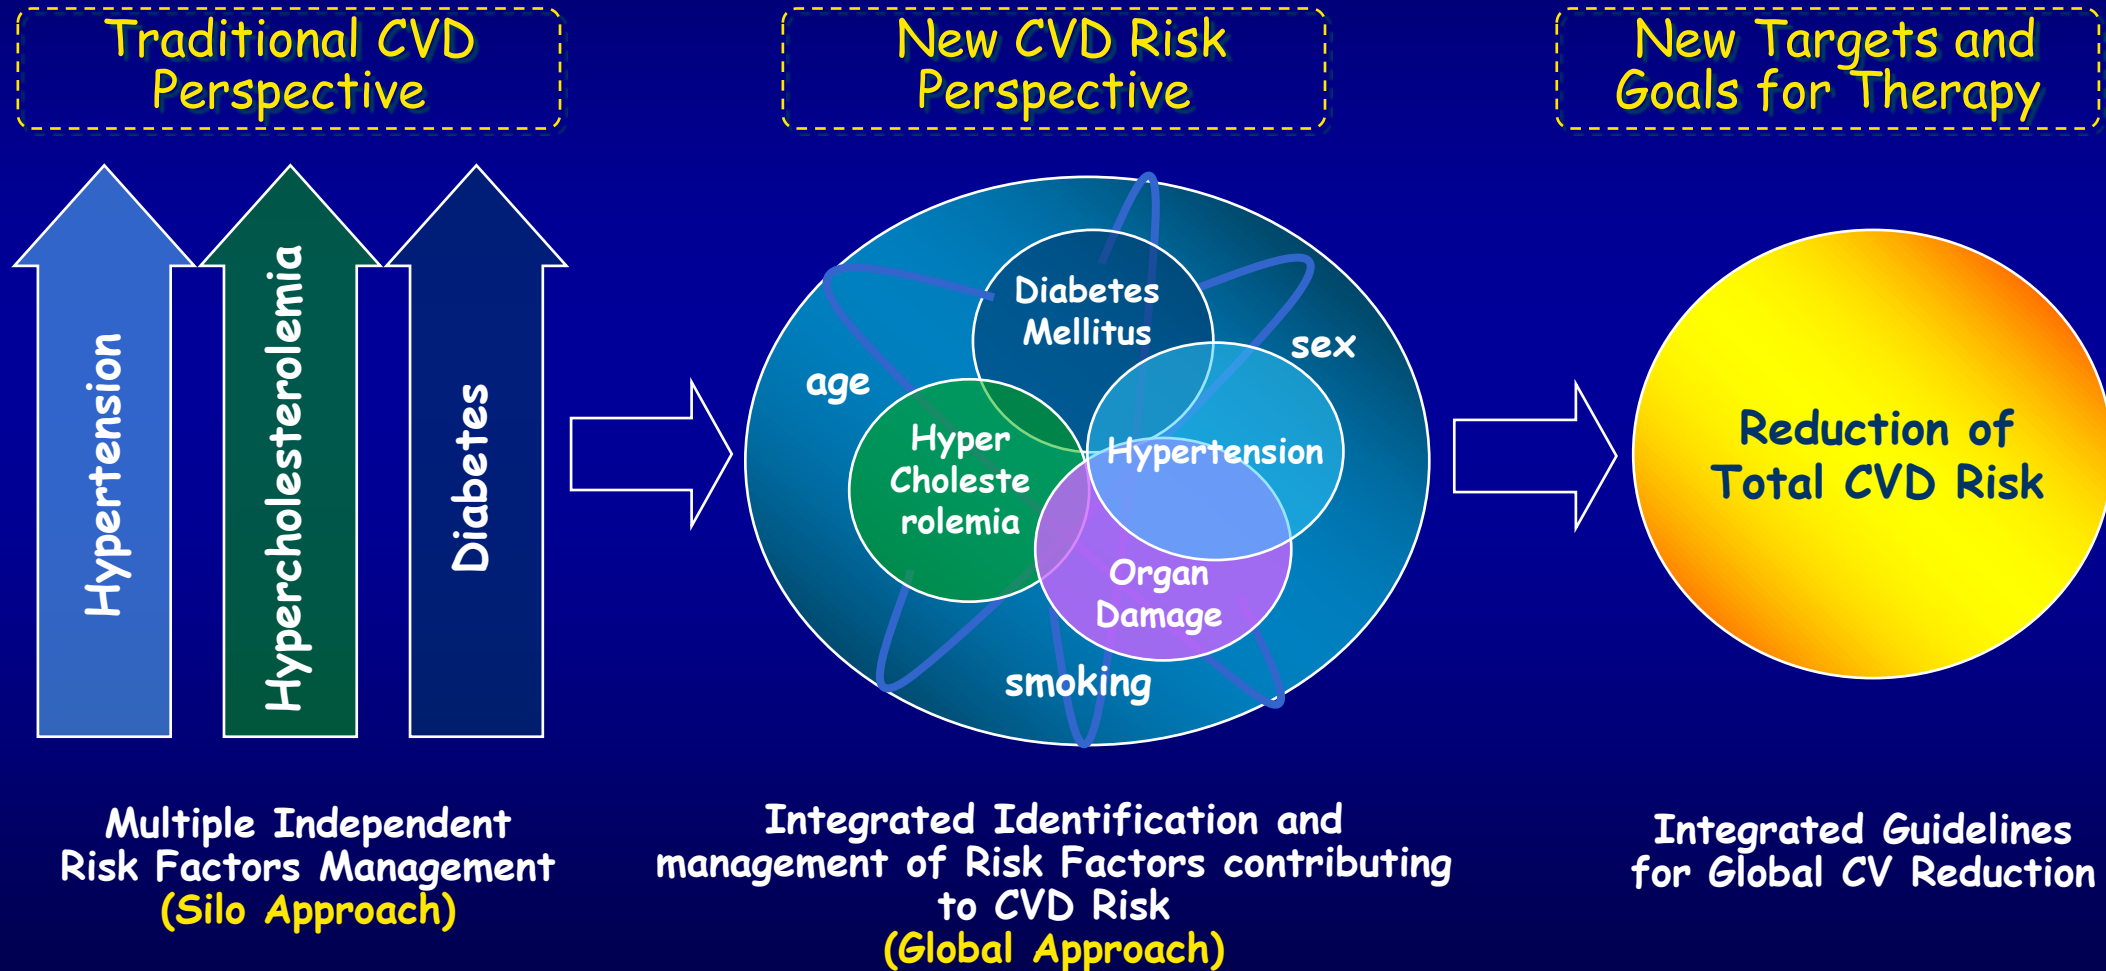 Traditional CVD
Perspective
New CVD Risk
Perspective
New Targets and
Goals for Therapy
Hypertension
Hypercholesterolemia
Diabetes
Diabetes
Mellitus
sex
age
Hyper
Choleste
rolemia
Hypertension
Organ
Damage
smoking
Reduction of
Total CVD Risk
Multiple Independent
Risk Factors Management
(Silo Approach)
Integrated Identification and
management of Risk Factors contributing
to CVD Risk
(Global Approach)
Integrated Guidelines
for Global CV Reduction